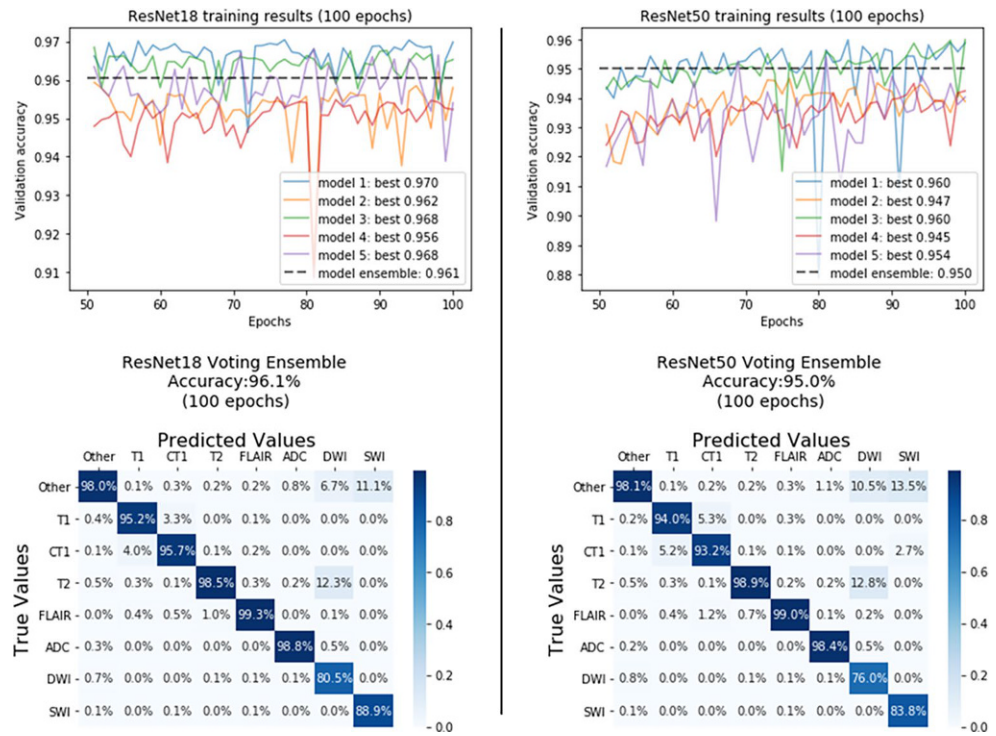 ResNet18 training results (100 epochs)
Validation accuracy
0.97
0.96
0.95
0.94
0.93
0.92
0.91
50 60 70 80 90 100
Epochs
model 1: best 0.970
model 2: best 0.962
model 3: best 0.968
model 4: best 0.956
model 5: best 0.968
model ensemble: 0.961
ResNet50 training results (100 epochs)
Validation accuracy
0.96
0.95
0.94
0.93
0.92
0.91
0.90
0.89
0.88
50 60 70 80 90 100
Epochs
model 1: best 0.960
model 2: best 0.947
model 3: best 0.960
model 4: best 0.945
model 5: best 0.954
model ensemble: 0.950
ResNet18 Voting Ensemble
Accuracy:96.1%
(100 epochs)
Predicted Values
Other T1 CT1 T2 FLAIR ADC DWI SWI
True Values
Other 98.0% 0.1% 0.3% 0.2% 0.2% 0.8% 6.7% 11.1%
T1 0.4% 95.2% 3.3% 0.0% 0.1% 0.0% 0.0% 0.0%
CT1 0.1% 4.0% 95.7% 0.1% 0.2% 0.0% 0.0% 0.0%
T2 0.5% 0.3% 0.1% 98.5% 0.3% 0.2% 12.3% 0.0%
FLAIR 0.0% 0.4% 0.5% 1.0% 99.3% 0.0% 0.1% 0.0%
ADC 0.3% 0.0% 0.0% 0.0% 0.0% 98.8% 0.5% 0.0%
DWI 0.7% 0.0% 0.0% 0.1% 0.1% 0.1% 80.5% 0.0%
SWI 0.1% 0.0% 0.1% 0.0% 0.0% 0.0% 0.0% 88.9%
0.8
0.6
0.4
0.2
0.0
ResNet50 Voting Ensemble
Accuracy:95.0%
(100 epochs)
Predicted Values
Other T1 CT1 T2 FLAIR ADC DWI SWI
True Values
Other 98.1% 0.1% 0.2% 0.2% 0.3% 1.1% 10.5% 13.5%
T1 0.2% 94.0% 5.3% 0.0% 0.3% 0.0% 0.0% 0.0%
CT1 0.1% 5.2% 93.2% 0.1% 0.1% 0.0% 0.0% 2.7%
T2 0.5% 0.3% 0.1% 98.9% 0.2% 0.2% 12.8% 0.0%
FLAIR 0.0% 0.4% 1.2% 0.7% 99.0% 0.1% 0.2% 0.0%
ADC 0.2% 0.0% 0.0% 0.0% 0.0% 98.4% 0.5% 0.0%
DWI 0.8% 0.0% 0.0% 0.0% 0.0% 0.1% 76.0% 0.0%
SWI 0.1% 0.0% 0.1% 0.0% 0.0% 0.0% 0.0% 83.8%
0.8
0.6
0.4
0.2
0.0